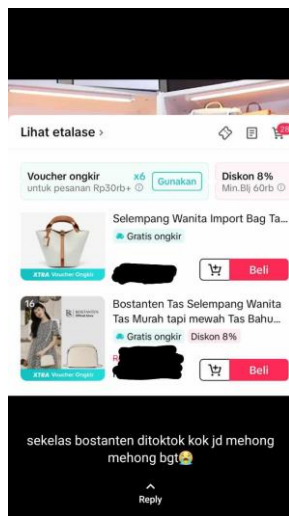 Lihat etalase >
28
Voucher ongkir x6
untuk pesanan Rp30rb+
Gunakan
Diskon 8%
Min.Blj 60rb
Selempang Wanita Import Bag Ta...
Gratis ongkir
XTRA Voucher Ongkir
Beli
16
Bostanten Tas Selempang Wanita
Tas Murah tapi mewah Tas Bahu...
Gratis ongkir Diskon 8%
XTRA Voucher Ongkir
Beli
sekelas bostanten ditoktok kok jd mehong
mehong bgt😭
Reply